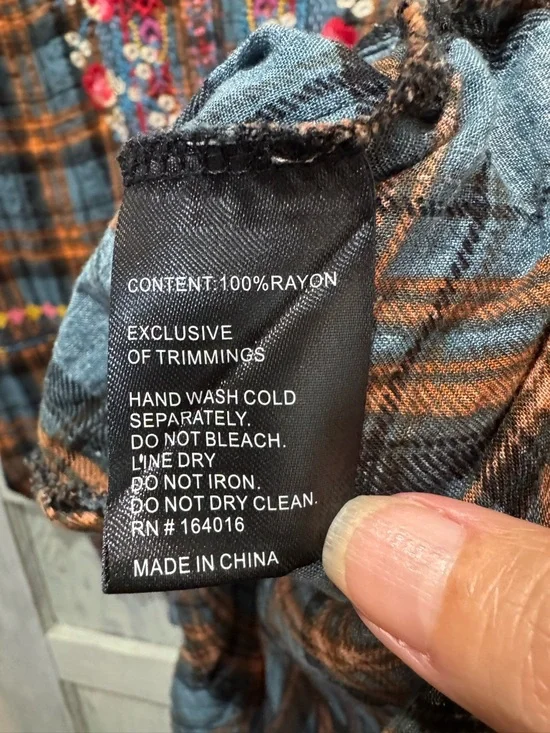 CONTENT:100%RAYON
EXCLUSIVE
OF TRIMMINGS
HAND WASH COLD
SEPARATELY.
DO NOT BLEACH.
LINE DRY
DO NOT IRON.
DO NOT DRY CLEAN.
RN # 164016
MADE IN CHINA